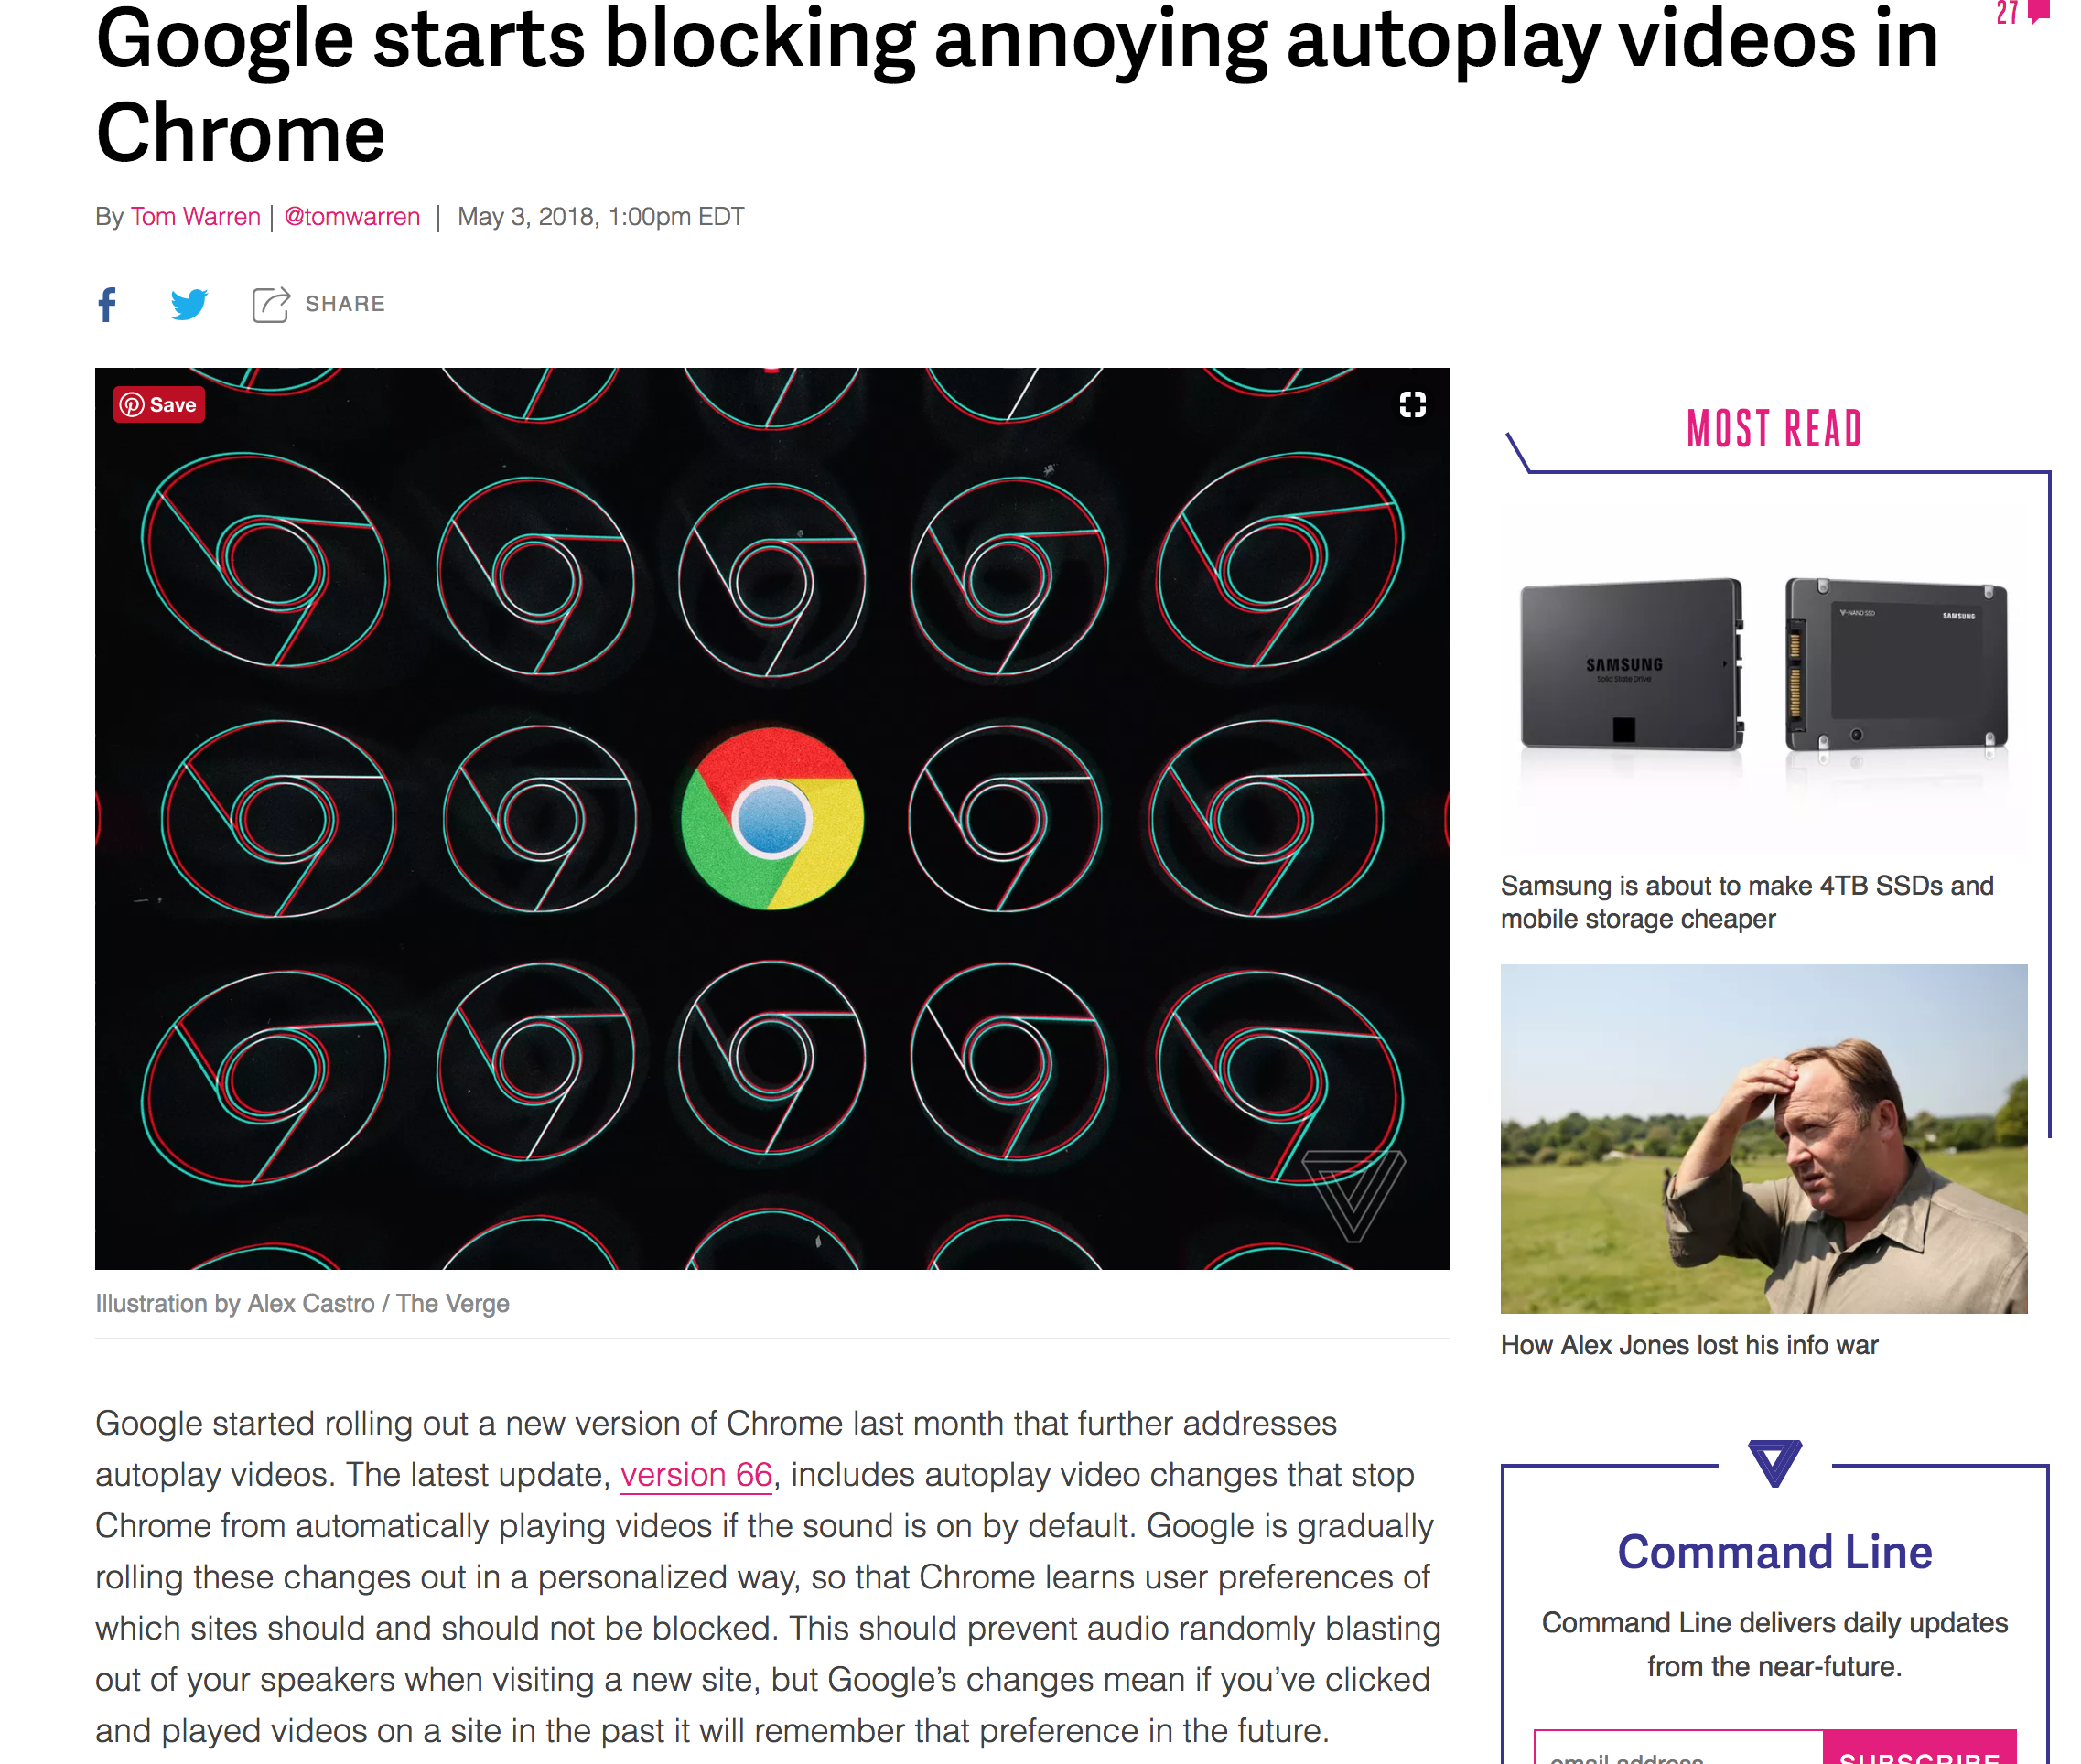 Google starts blocking annoying autoplay videos in
Chrome
27
By Tom Warren | @tomwarren | May 3, 2018, 1:00pm EDT
SHARE
Save
Illustration by Alex Castro / The Verge
Google started rolling out a new version of Chrome last month that further addresses
autoplay videos. The latest update, version 66, includes autoplay video changes that stop
Chrome from automatically playing videos if the sound is on by default. Google is gradually
rolling these changes out in a personalized way, so that Chrome learns user preferences of
which sites should and should not be blocked. This should prevent audio randomly blasting
out of your speakers when visiting a new site, but Google’s changes mean if you’ve clicked
and played videos on a site in the past it will remember that preference in the future.
MOST READ
SAMSUNG
Solid State Drive
V-NAND SSD
SAMSUNG
Samsung is about to make 4TB SSDs and
mobile storage cheaper
How Alex Jones lost his info war
Command Line
Command Line delivers daily updates
from the near-future.
email address
SUBSCRIBE